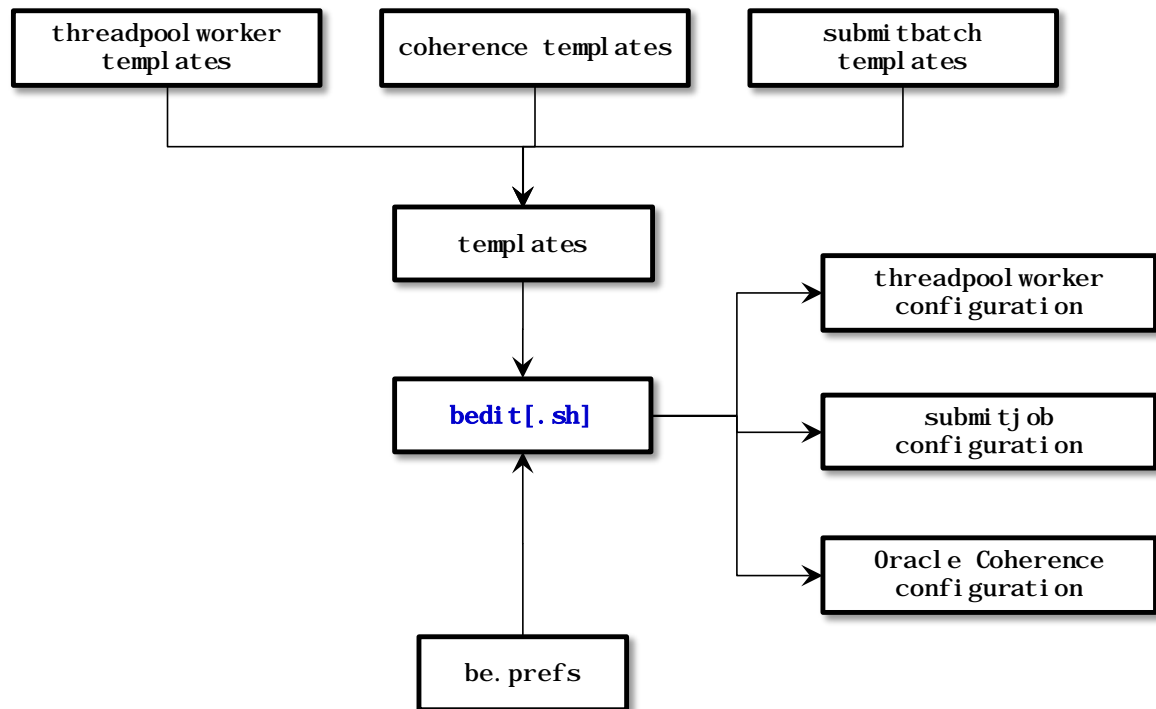 threadpoolworker
templates
coherence templates
submitbatch
templates
templates
threadpoolworker
configuration
bedit[.sh]
submitjob
configuration
Oracle Coherence
configuration
be.prefs